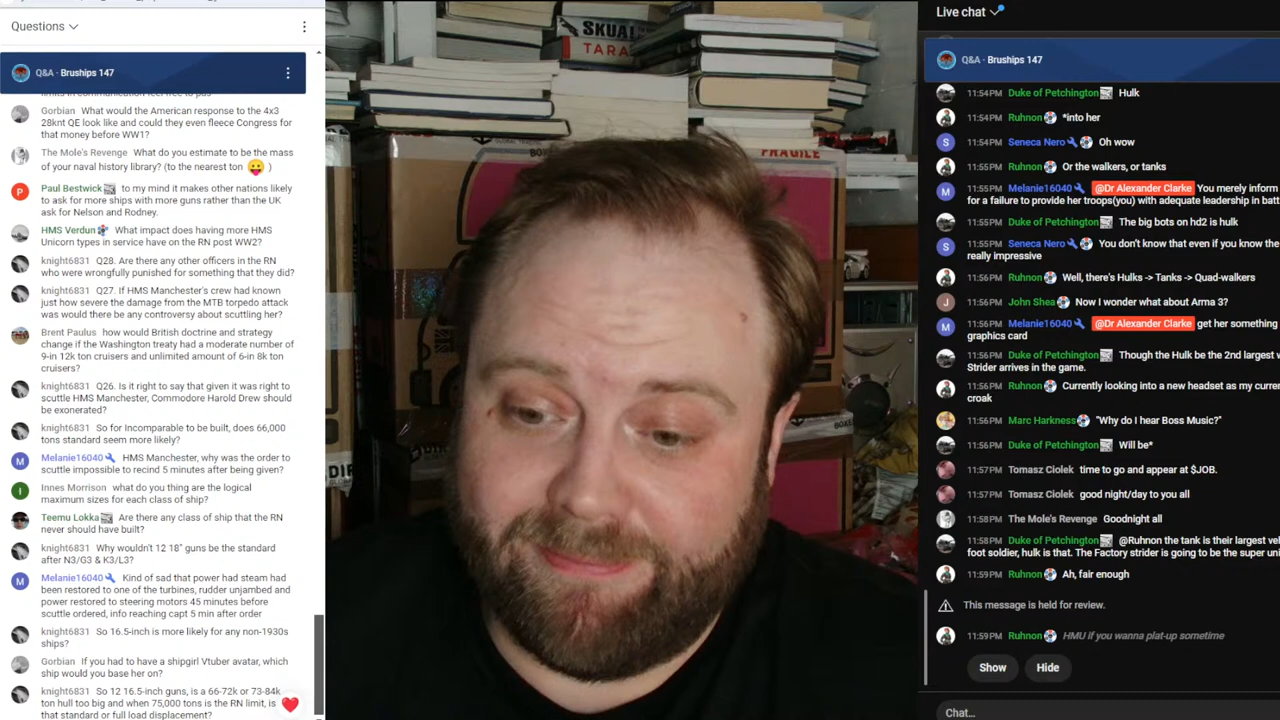 Questions
Q&A · Bruships 147
limits in communication feel free to pas
Gorbian What would the American response to the 4x3
28knt QE look like and could they even fleece Congress for
that money before WW1?
The Mole's Revenge What do you estimate to be the mass
of your naval history library? (to the nearest ton 😛 )
Paul Bestwick to my mind it makes other nations likely
to ask for more ships with more guns rather than the UK
ask for Nelson and Rodney.
HMS Verdun What impact does having more HMS
Unicorn types in service have on the RN post WW2?
knight6831 Q28. Are there any other officers in the RN
who were wrongfully punished for something that they did?
knight6831 Q27. If HMS Manchester's crew had known
just how severe the damage from the MTB torpedo attack
was would there be any controversy about scuttling her?
Brent Paulus how would British doctrine and strategy
change if the Washington treaty had a moderate number of
9-in 12k ton cruisers and unlimited amount of 6-in 8k ton
cruisers?
knight6831 Q26. Is it right to say that given it was right to
scuttle HMS Manchester, Commodore Harold Drew should
be exonerated?
knight6831 So for Incomparable to be built, does 66,000
tons standard seem more likely?
Melanie16040 HMS Manchester, why was the order to
scuttle impossible to recind 5 minutes after being given?
Innes Morrison what do you thing are the logical
maximum sizes for each class of ship?
Teemu Lokka Are there any class of ship that the RN
never should have built?
knight6831 Why wouldn't 12 18" guns be the standard
after N3/G3 & K3/L3?
Melanie16040 Kind of sad that power had steam had
been restored to one of the turbines, rudder unjambed and
power restored to steering motors 45 minutes before
scuttle ordered, info reaching capt 5 min after order
knight6831 So 16.5-inch is more likely for any non-1930s
ships?
Gorbian If you had to have a shipgirl Vtuber avatar, which
ship would you base her on?
knight6831 So 12 16.5-inch guns, is a 66-72k or 73-84k
ton hull too big and when 75,000 tons is the RN limit, is
that standard or full load displacement?
SKUA
TARA
FRAGILE
Live chat
Q&A · Bruships 147
11:54PM Duke of Petchington Hulk
11:54PM Ruhnon *into her
11:54PM Seneca Nero Oh wow
11:55PM Ruhnon Or the walkers, or tanks
11:55PM Melanie16040 @Dr Alexander Clarke You merely inform
for a failure to provide her troops(you) with adequate leadership in bat
11:55PM Duke of Petchington The big bots on hd2 is hulk
11:55PM Seneca Nero You don't know that even if you know the
really impressive
11:56PM Ruhnon Well, there's Hulks -> Tanks -> Quad-walkers
11:56PM John Shea Now I wonder what about Arma 3?
11:56PM Melanie16040 @Dr Alexander Clarke get her something
graphics card
11:56PM Duke of Petchington Though the Hulk be the 2nd largest v
Strider arrives in the game.
11:56PM Ruhnon Currently looking into a new headset as my curre
croak
11:56PM Marc Harkness "Why do I hear Boss Music?"
11:56PM Duke of Petchington Will be*
11:57PM Tomasz Ciolek time to go and appear at $JOB.
11:57PM Tomasz Ciolek good night/day to you all
11:58PM The Mole's Revenge Goodnight all
11:58PM Duke of Petchington @Ruhnon the tank is their largest ve
foot soldier, hulk is that. The Factory strider is going to be the super uni
11:59PM Ruhnon Ah, fair enough
This message is held for review.
11:59PM Ruhnon HMU if you wanna plat-up sometime
Show Hide
Chat...